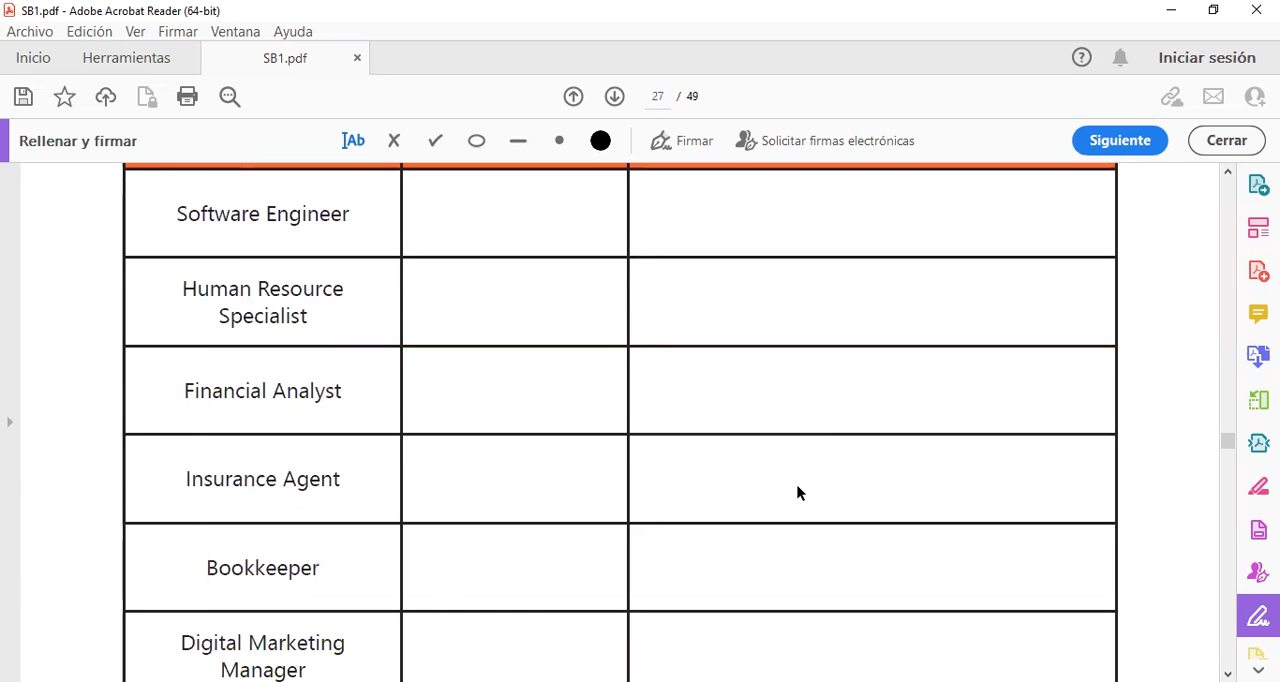 SB1.pdf - Adobe Acrobat Reader (64-bit)
Archivo Edición Ver Firmar Ventana Ayuda
Inicio Herramientas SB1.pdf × ? Iniciar sesión
27 / 49
Rellenar y firmar Ab Firmar Solicitar firmas electrónicas Siguiente Cerrar
Software Engineer
Human Resource
Specialist
Financial Analyst
Insurance Agent
Bookkeeper
Digital Marketing
Manager